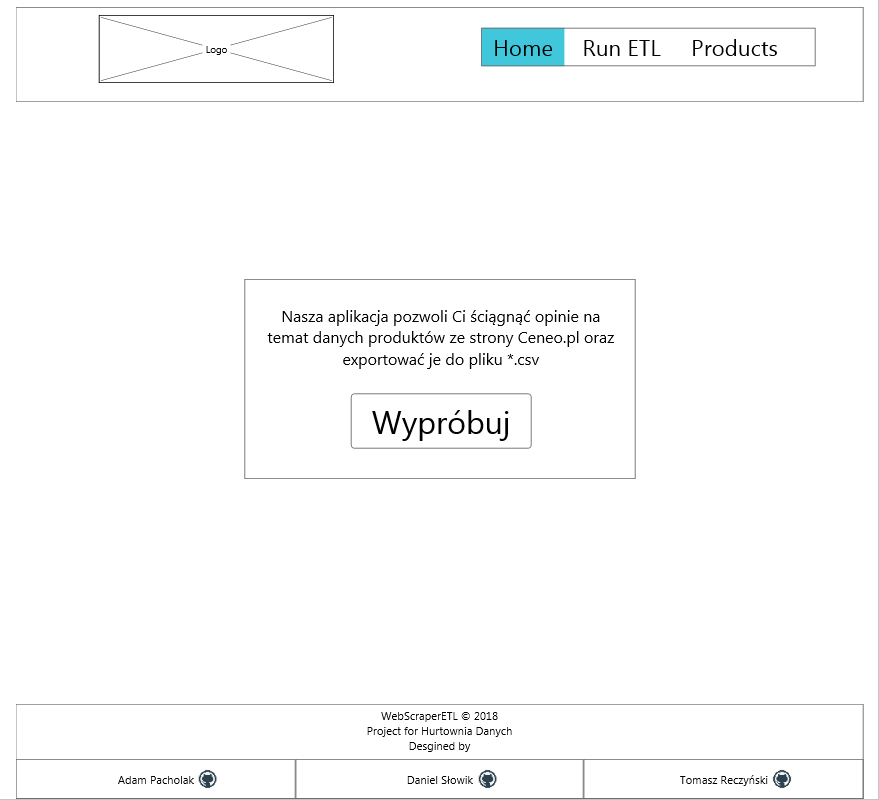 Logo
Home Run ETL Products
Nasza aplikacja pozwoli Ci ściągnąć opinie na
temat danych produktów ze strony Ceneo.pl oraz
exportować je do pliku *.csv
Wypróbuj
WebScraperETL © 2018
Project for Hurtownia Danych
Desgined by
Adam Pacholak Daniel Słowik Tomasz Reczyński